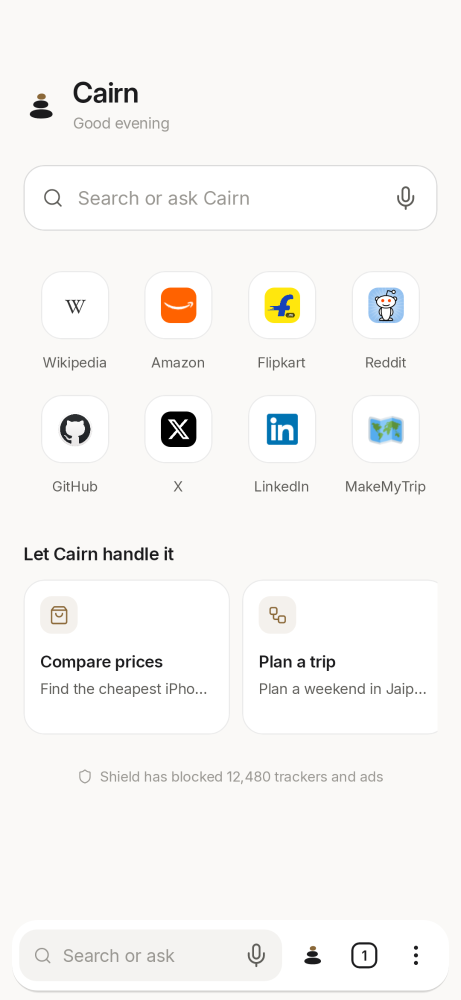 Cairn
Good evening
Search or ask Cairn
W
Wikipedia
Amazon
Flipkart
Reddit
GitHub
X
LinkedIn
MakeMyTrip
in
Let Cairn handle it
Compare prices
Find the cheapest iPho...
Plan a trip
Plan a weekend in Jaip...
Shield has blocked 12,480 trackers and ads
Search or ask
1